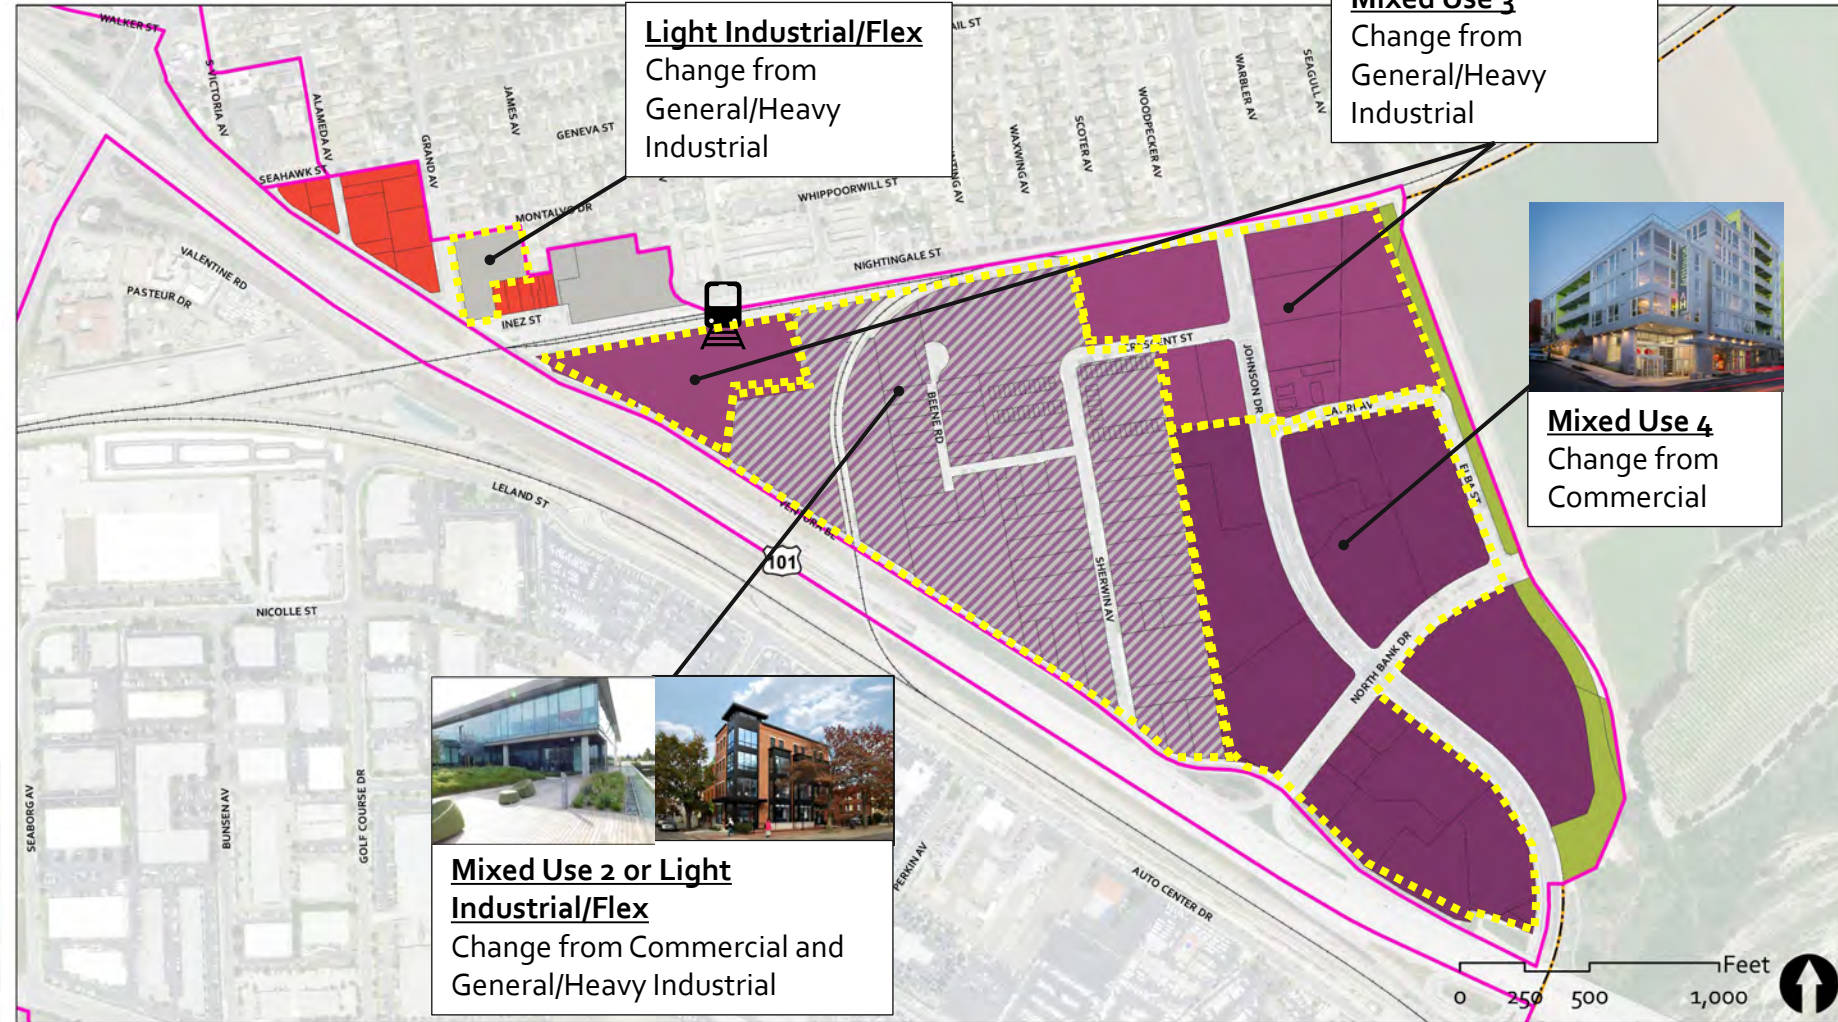 WALKER ST
S VICTORIA AV
ALAMEDA AV
SEAHAWK ST
GRAND AV
JAMES AV
GENEVA ST
MONTALVO DR
Light Industrial/Flex
Change from
General/Heavy
Industrial
Mixed Use 3
Change from
General/Heavy
Industrial
WHIPPOORWILL ST
WAXWING AV
SCOTER AV
WOODPECKER AV
WARBLER AV
SEAGULL AV
NIGHTINGALE ST
VALENTINE RD
PASTEUR DR
INEZ ST
BEENE RD
JOHNSON DR
ELBA ST
Mixed Use 4
Change from
Commercial
LELAND ST
101
SHERWIN AV
NORTH BANK DR
NICOLLE ST
SEABORG AV
BUNSEN AV
GOLF COURSE DR
PERKIN AV
AUTO CENTER DR
Mixed Use 2 or Light
Industrial/Flex
Change from Commercial and
General/Heavy Industrial
Feet
0 250 500 1,000